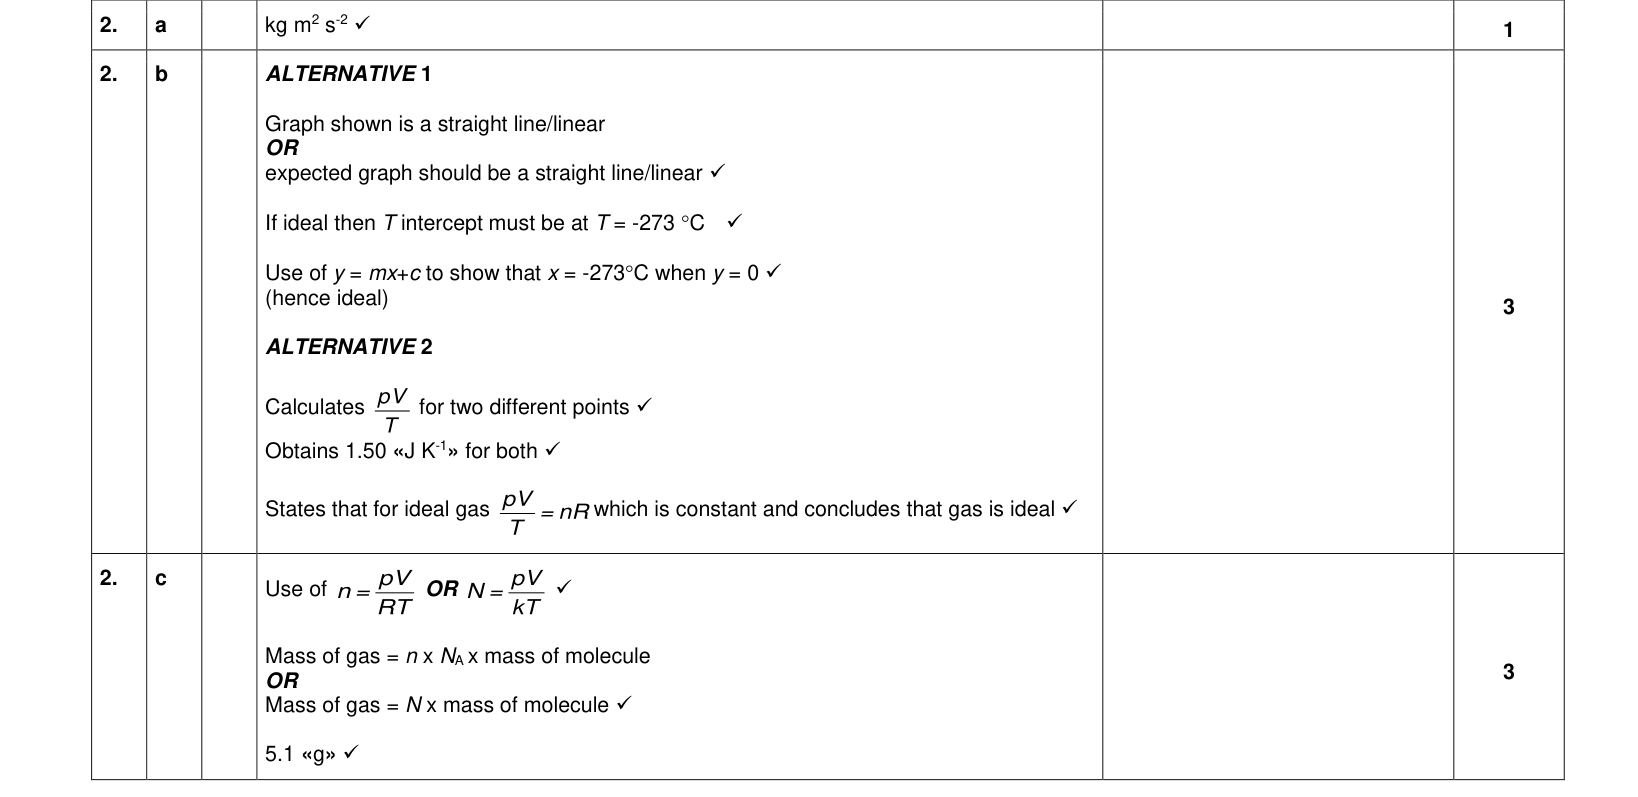 2. a kg m² s⁻² ✓ 1
2. b ALTERNATIVE 1
Graph shown is a straight line/linear
OR
expected graph should be a straight line/linear ✓
If ideal then T intercept must be at T = -273 °C ✓
Use of y = mx+c to show that x = -273°C when y = 0 ✓
(hence ideal)
3
ALTERNATIVE 2
Calculates pV/T for two different points ✓
Obtains 1.50 «J K⁻¹» for both ✓
States that for ideal gas pV/T = nR which is constant and concludes that gas is ideal ✓
2. c Use of n = pV/RT OR N = pV/kT ✓
Mass of gas = n x N_A x mass of molecule
OR
Mass of gas = N x mass of molecule ✓
3
5.1 «g» ✓